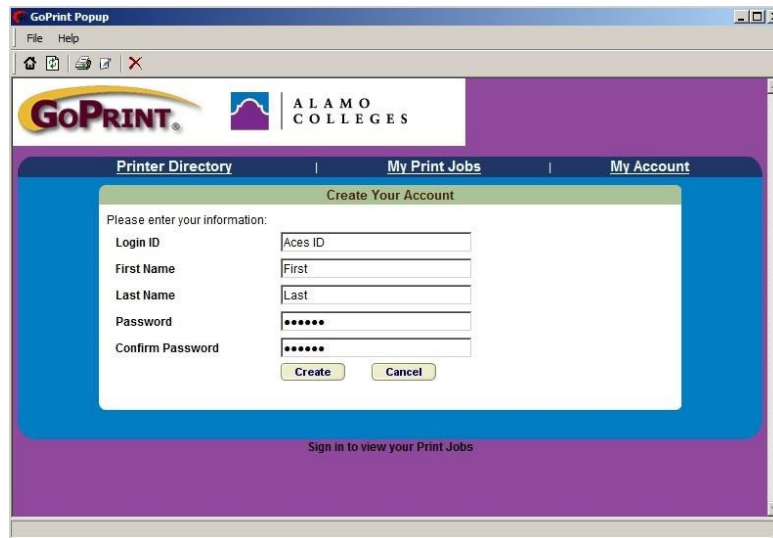 GoPrint Popup
File Help
GOPRINT®
ALAMO
COLLEGES
Printer Directory | My Print Jobs | My Account
Create Your Account
Please enter your information:
Login ID Aces ID
First Name First
Last Name Last
Password ••••••
Confirm Password ••••••
Create Cancel
Sign in to view your Print Jobs